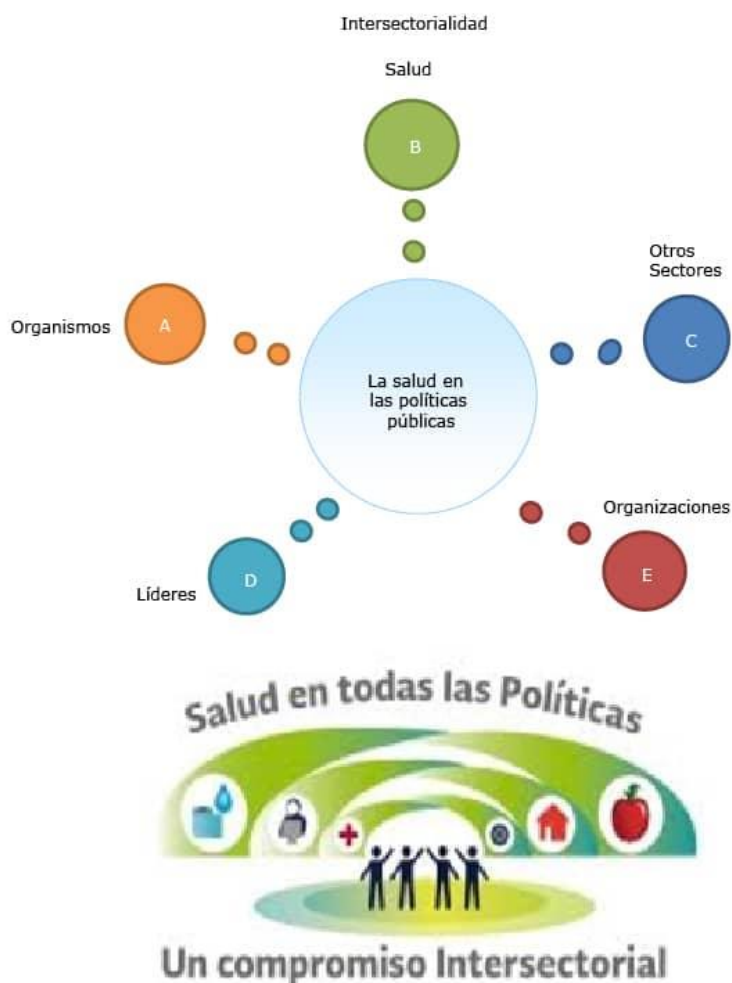 Intersectorialidad
Salud
B
Otros
Sectores
C
Organismos
A
La salud en
las políticas
públicas
Organizaciones
E
Líderes
D
Salud en todas las Políticas
Un compromiso Intersectorial